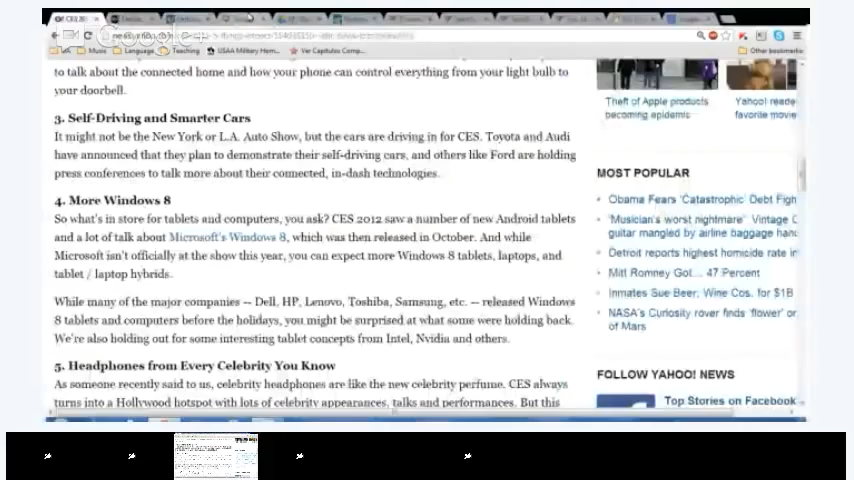 Music
Language
Teaching
USAA Military Hom...
Ver Capitulos Comp...
Other bookmarks
to talk about the connected home and how your phone can control everything from your light bulb to
your doorbell.
3. Self-Driving and Smarter Cars
It might not be the New York or L.A. Auto Show, but the cars are driving in for CES. Toyota and Audi
have announced that they plan to demonstrate their self-driving cars, and others like Ford are holding
press conferences to talk more about their connected, in-dash technologies.
4. More Windows 8
So what's in store for tablets and computers, you ask? CES 2012 saw a number of new Android tablets
and a lot of talk about Microsoft's Windows 8, which was then released in October. And while
Microsoft isn't officially at the show this year, you can expect more Windows 8 tablets, laptops, and
tablet / laptop hybrids.
While many of the major companies -- Dell, HP, Lenovo, Toshiba, Samsung, etc. -- released Windows
8 tablets and computers before the holidays, you might be surprised at what some were holding back.
We're also holding out for some interesting tablet concepts from Intel, Nvidia and others.
5. Headphones from Every Celebrity You Know
As someone recently said to us, celebrity headphones are like the new celebrity perfume. CES always
turns into a Hollywood hotspot with lots of celebrity appearances, talks and performances. But this
Theft of Apple products
becoming epidemic
Yahoo! reade
favorite movie
MOST POPULAR
Obama Fears 'Catastrophic' Debt Figh
'Musician's worst nightmare' Vintage G
guitar mangled by airline baggage hand
Detroit reports highest homicide rate in
Mitt Romney Got... 47 Percent
Inmates Sue Beer, Wine Cos. for $1B
NASA's Curiosity rover finds 'flower' or
of Mars
FOLLOW YAHOO! NEWS
Top Stories on Facebook